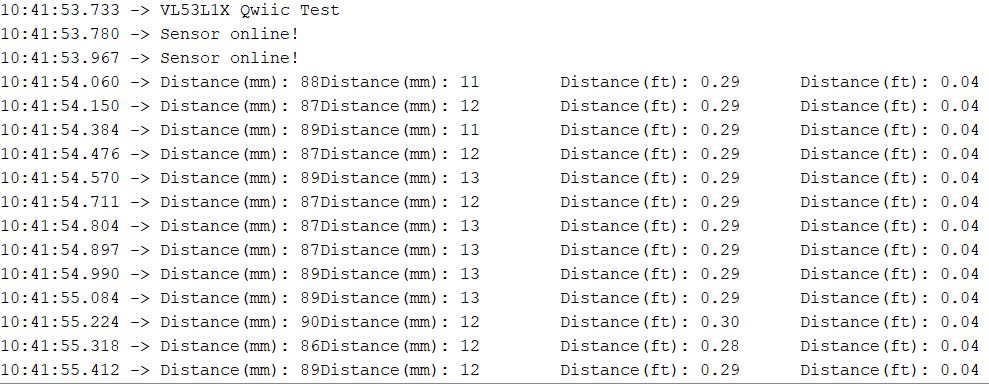 10:41:53.733 -> VL53L1X Qwiic Test
10:41:53.780 -> Sensor online!
10:41:53.967 -> Sensor online!
10:41:54.060 -> Distance(mm): 88Distance(mm): 11	Distance(ft): 0.29	Distance(ft): 0.04
10:41:54.150 -> Distance(mm): 87Distance(mm): 12	Distance(ft): 0.29	Distance(ft): 0.04
10:41:54.384 -> Distance(mm): 89Distance(mm): 11	Distance(ft): 0.29	Distance(ft): 0.04
10:41:54.476 -> Distance(mm): 87Distance(mm): 12	Distance(ft): 0.29	Distance(ft): 0.04
10:41:54.570 -> Distance(mm): 89Distance(mm): 13	Distance(ft): 0.29	Distance(ft): 0.04
10:41:54.711 -> Distance(mm): 87Distance(mm): 12	Distance(ft): 0.29	Distance(ft): 0.04
10:41:54.804 -> Distance(mm): 87Distance(mm): 13	Distance(ft): 0.29	Distance(ft): 0.04
10:41:54.897 -> Distance(mm): 87Distance(mm): 13	Distance(ft): 0.29	Distance(ft): 0.04
10:41:54.990 -> Distance(mm): 89Distance(mm): 13	Distance(ft): 0.29	Distance(ft): 0.04
10:41:55.084 -> Distance(mm): 89Distance(mm): 13	Distance(ft): 0.29	Distance(ft): 0.04
10:41:55.224 -> Distance(mm): 90Distance(mm): 12	Distance(ft): 0.30	Distance(ft): 0.04
10:41:55.318 -> Distance(mm): 86Distance(mm): 12	Distance(ft): 0.28	Distance(ft): 0.04
10:41:55.412 -> Distance(mm): 89Distance(mm): 12	Distance(ft): 0.29	Distance(ft): 0.04